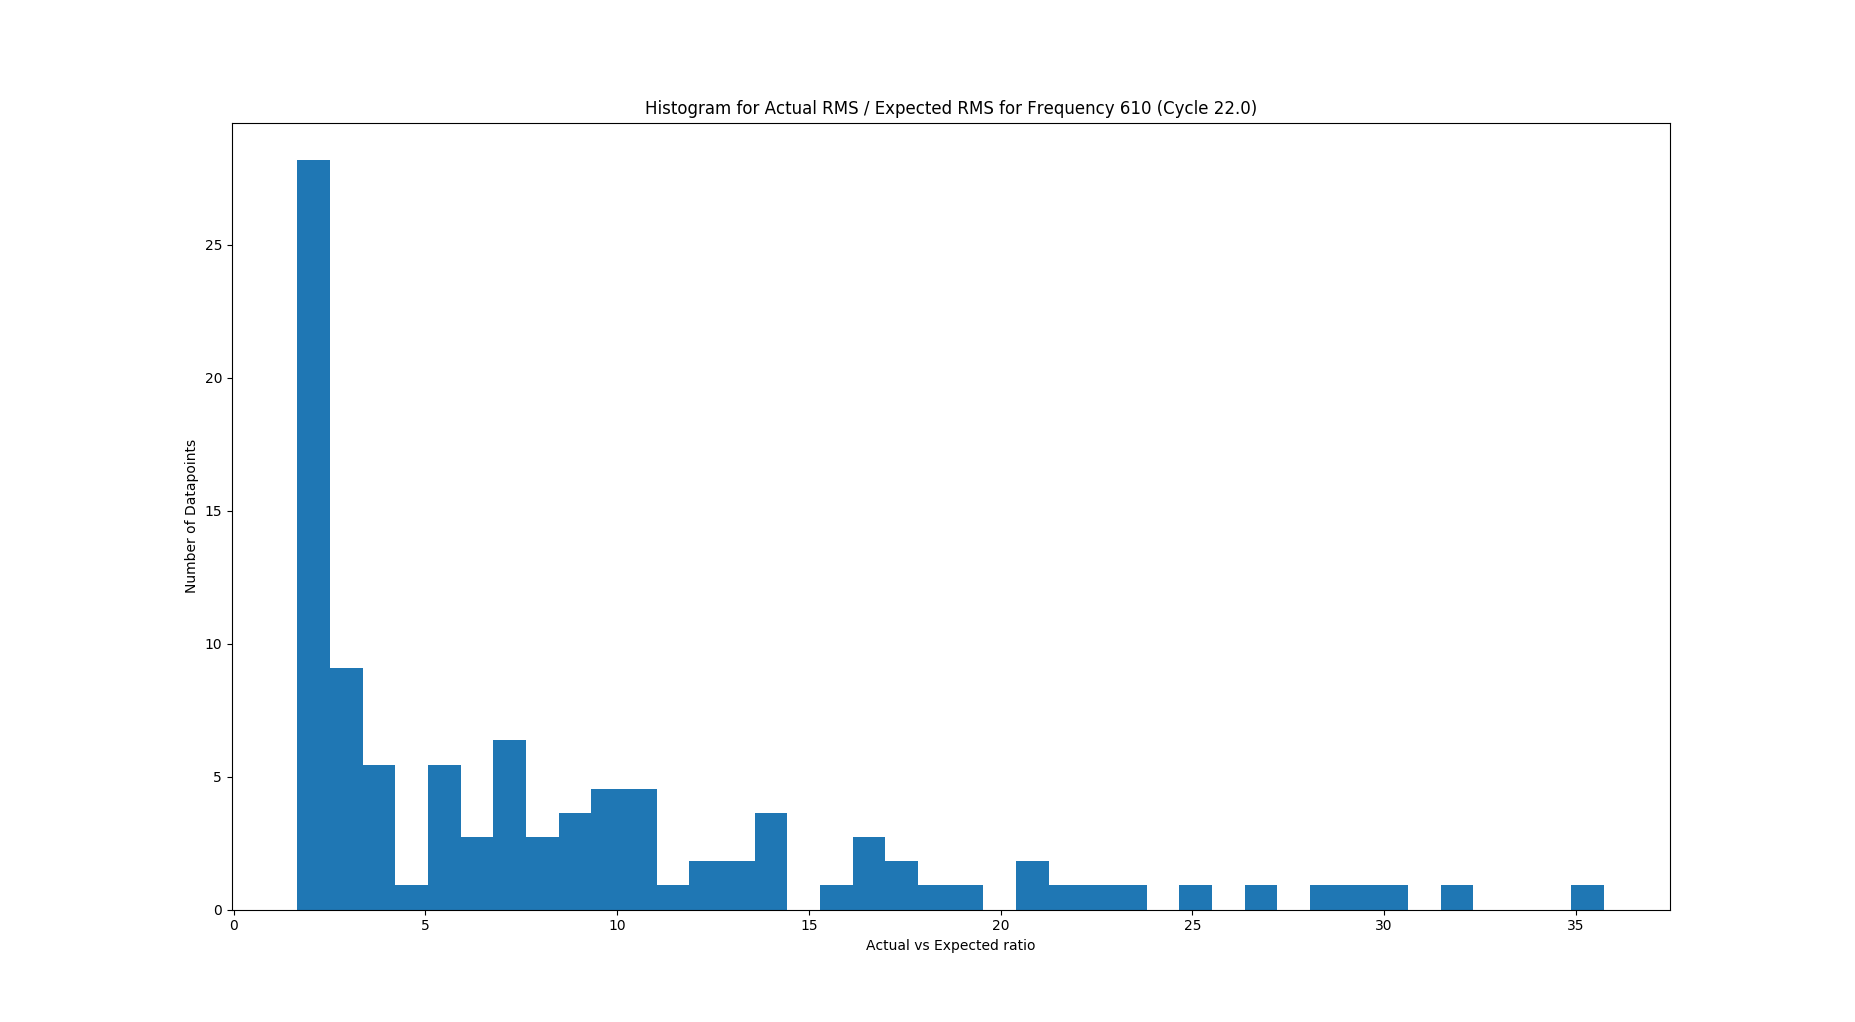 Histogram for Actual RMS / Expected RMS for Frequency 610 (Cycle 22.0)
25
20
15
10
5
0
Number of Datapoints
0 5 10 15 20 25 30 35
Actual vs Expected ratio